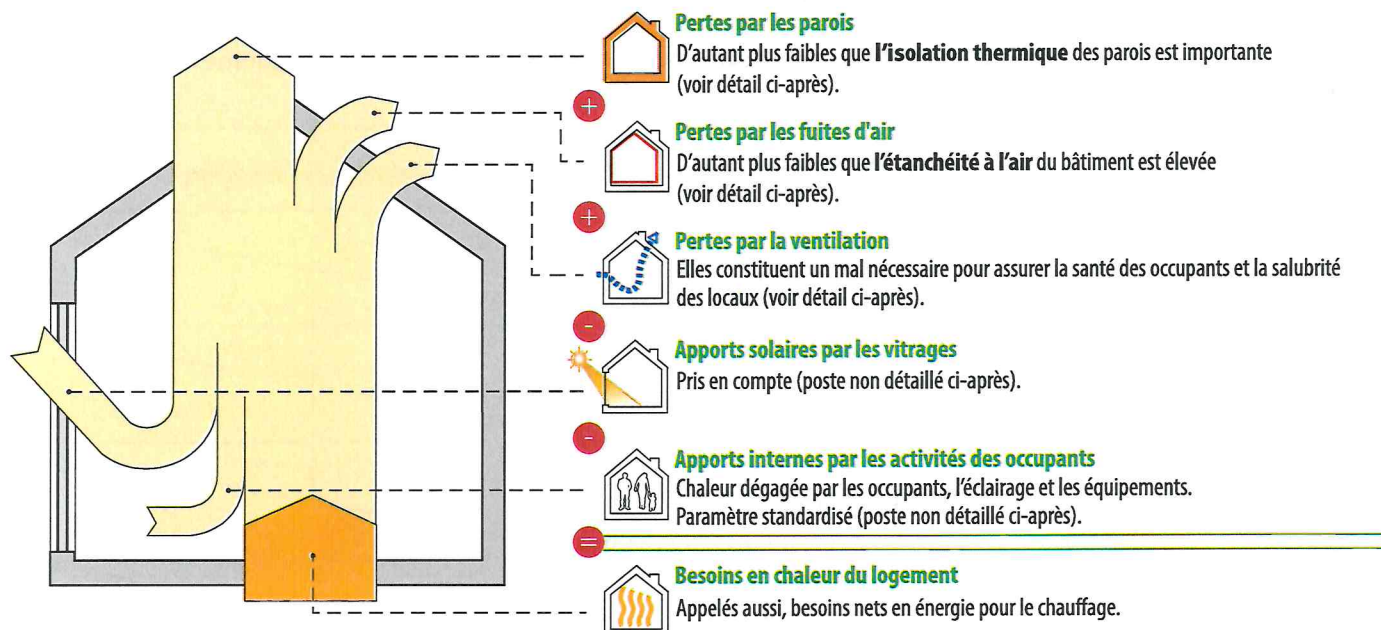 Pertes par les parois
D'autant plus faibles que l'isolation thermique des parois est importante
(voir détail ci-après).
+
Pertes par les fuites d'air
D'autant plus faibles que l'étanchéité à l'air du bâtiment est élevée
(voir détail ci-après).
+
Pertes par la ventilation
Elles constituent un mal nécessaire pour assurer la santé des occupants et la salubrité
des locaux (voir détail ci-après).
-
Apports solaires par les vitrages
Pris en compte (poste non détaillé ci-après).
-
Apports internes par les activités des occupants
Chaleur dégagée par les occupants, l'éclairage et les équipements.
Paramètre standardisé (poste non détaillé ci-après).
=
Besoins en chaleur du logement
Appelés aussi, besoins nets en énergie pour le chauffage.